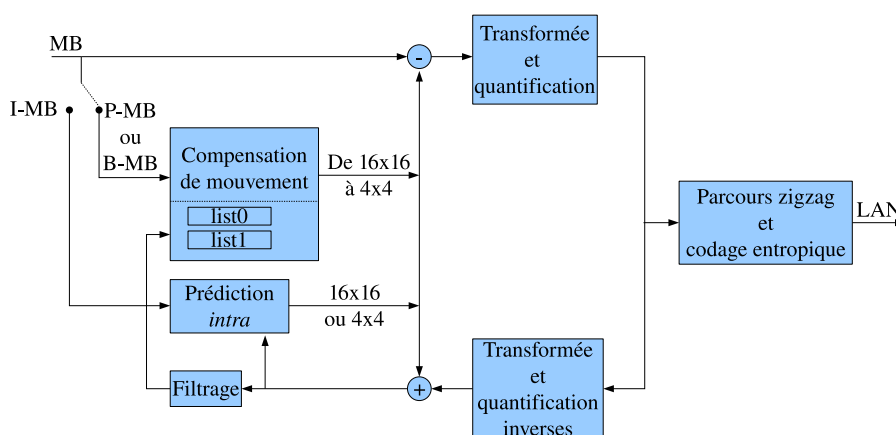 MB
-
Transformée
et
quantification
I-MB
P-MB
ou
B-MB
Compensation
de mouvement
list0
list1
De 16x16
à 4x4
Parcours zigzag
et
codage entropique
LAN
Prédiction
intra
16x16
ou 4x4
Filtrage
+
Transformée
et
quantification
inverses